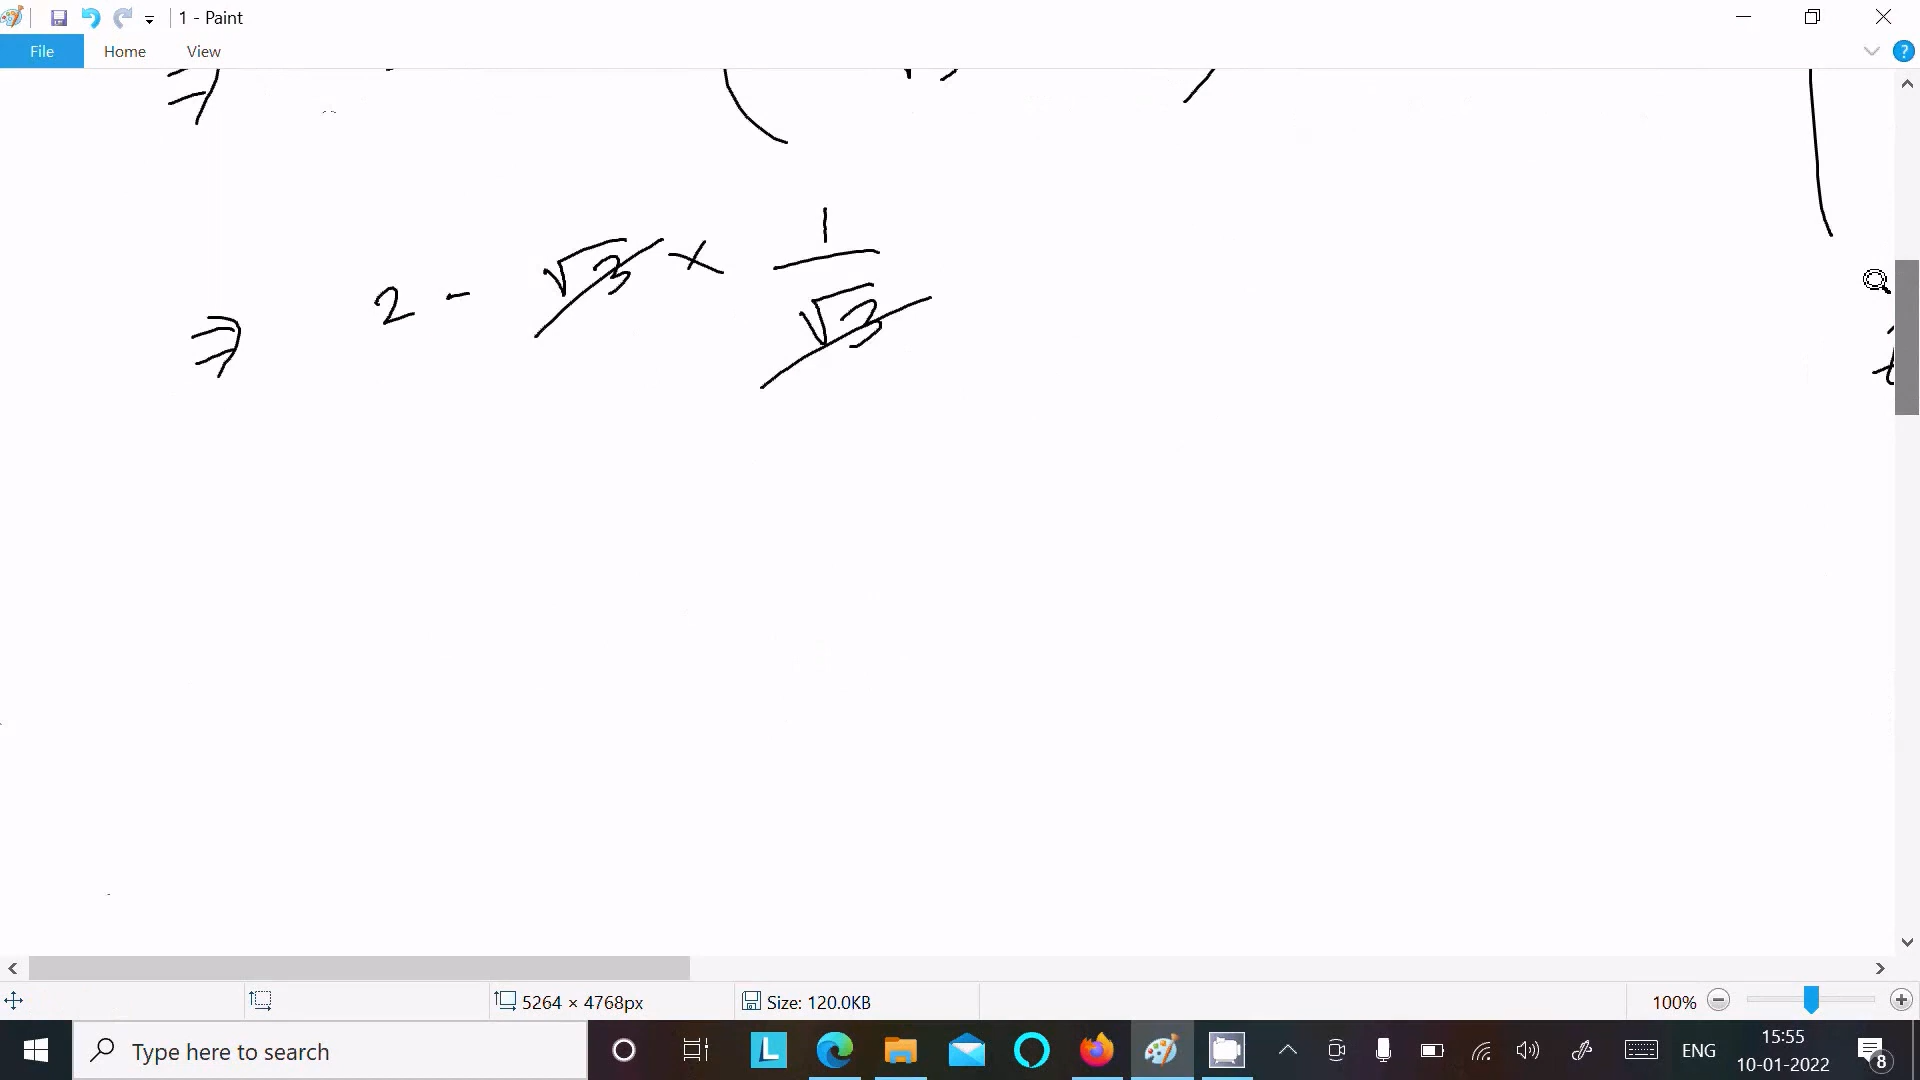 1 - Paint
File Home View
⇒ 2 - √3 × 1/√3
5264 × 4768px Size: 120.0KB 100%
Type here to search
L
ENG
15:55
10-01-2022
8